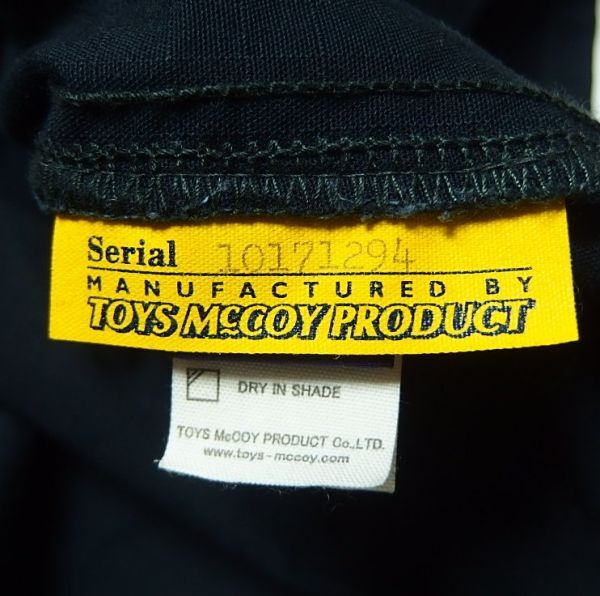 Serial 10171294
MANUFACTURED BY
TOYS McCOY PRODUCT
DRY IN SHADE
TOYS McCOY PRODUCT Co.,LTD.
www.toys-mccoy.com